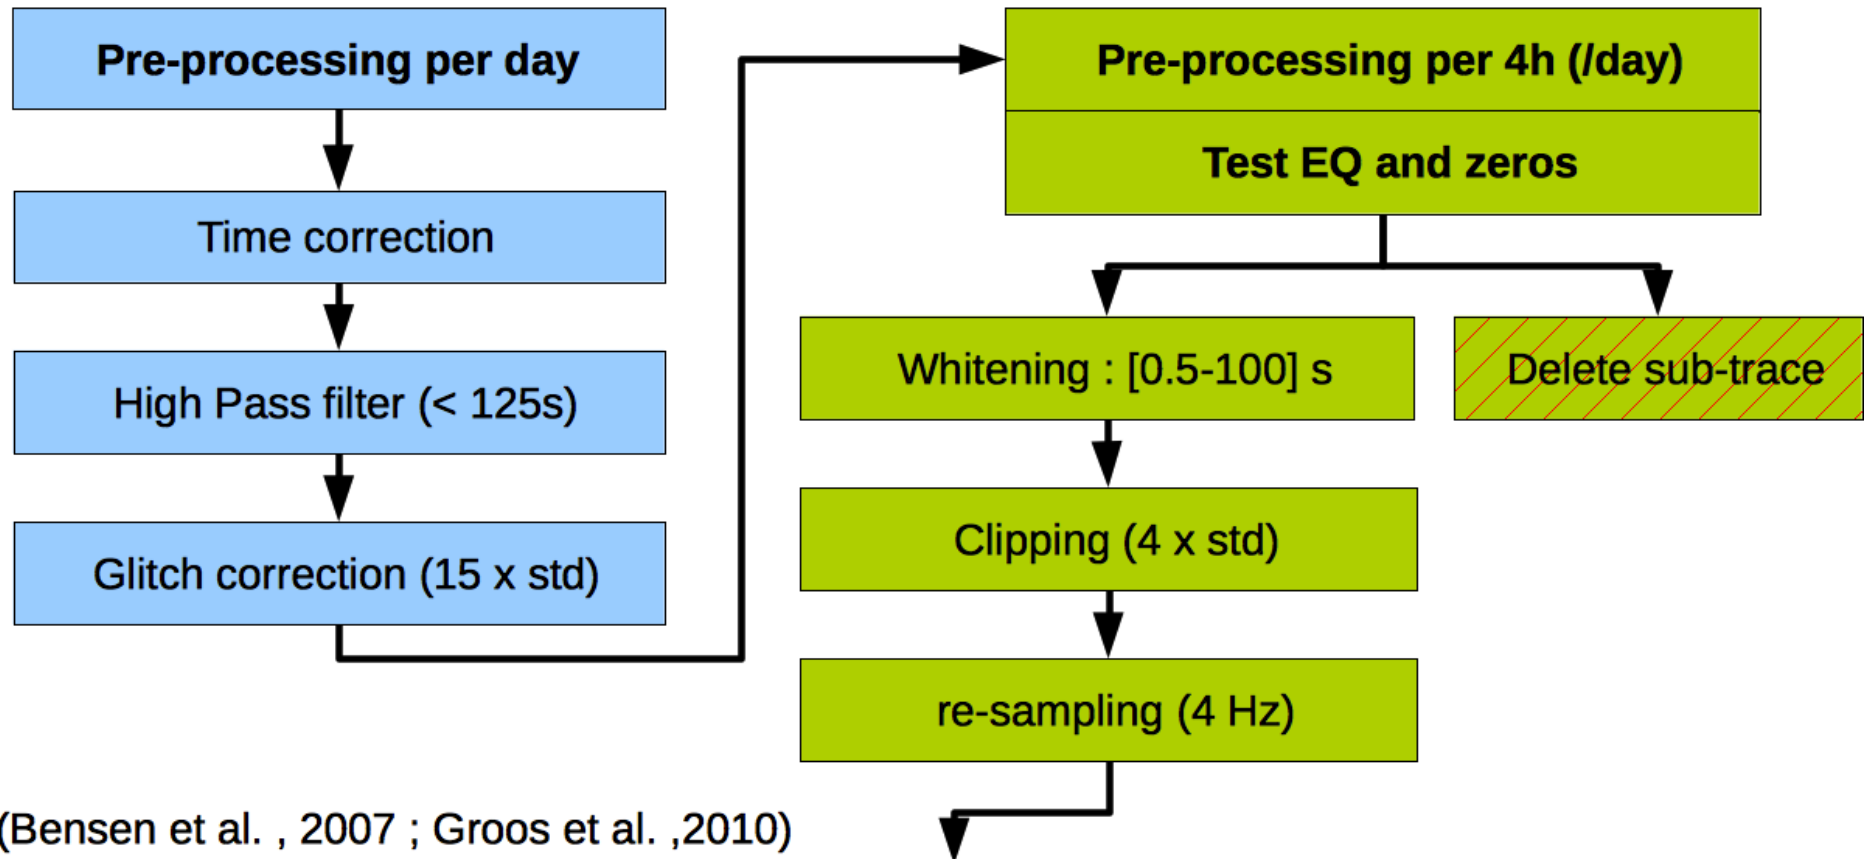 Pre-processing per day
Time correction
High Pass filter (< 125s)
Glitch correction (15 x std)
Pre-processing per 4h (/day)
Test EQ and zeros
Whitening : [0.5-100] s
Delete sub-trace
Clipping (4 x std)
re-sampling (4 Hz)
(Bensen et al. , 2007 ; Groos et al. ,2010)